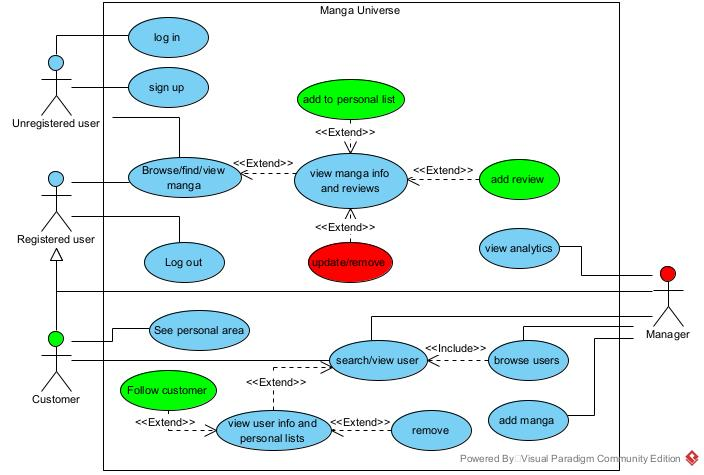 Manga Universe
log in
sign up
Unregistered user
add to personal list
<<Extend>>
Browse/find/view
manga
<<Extend>>
view manga info
and reviews
<<Extend>>
add review
Registered user
<<Extend>>
Log out
update/remove
view analytics
Manager
See personal area
Customer
search/view user
<<Include>>
browse users
<<Extend>>
Follow customer
<<Extend>>
view user info and
personal lists
<<Extend>>
remove
add manga
Powered By Visual Paradigm Community Edition